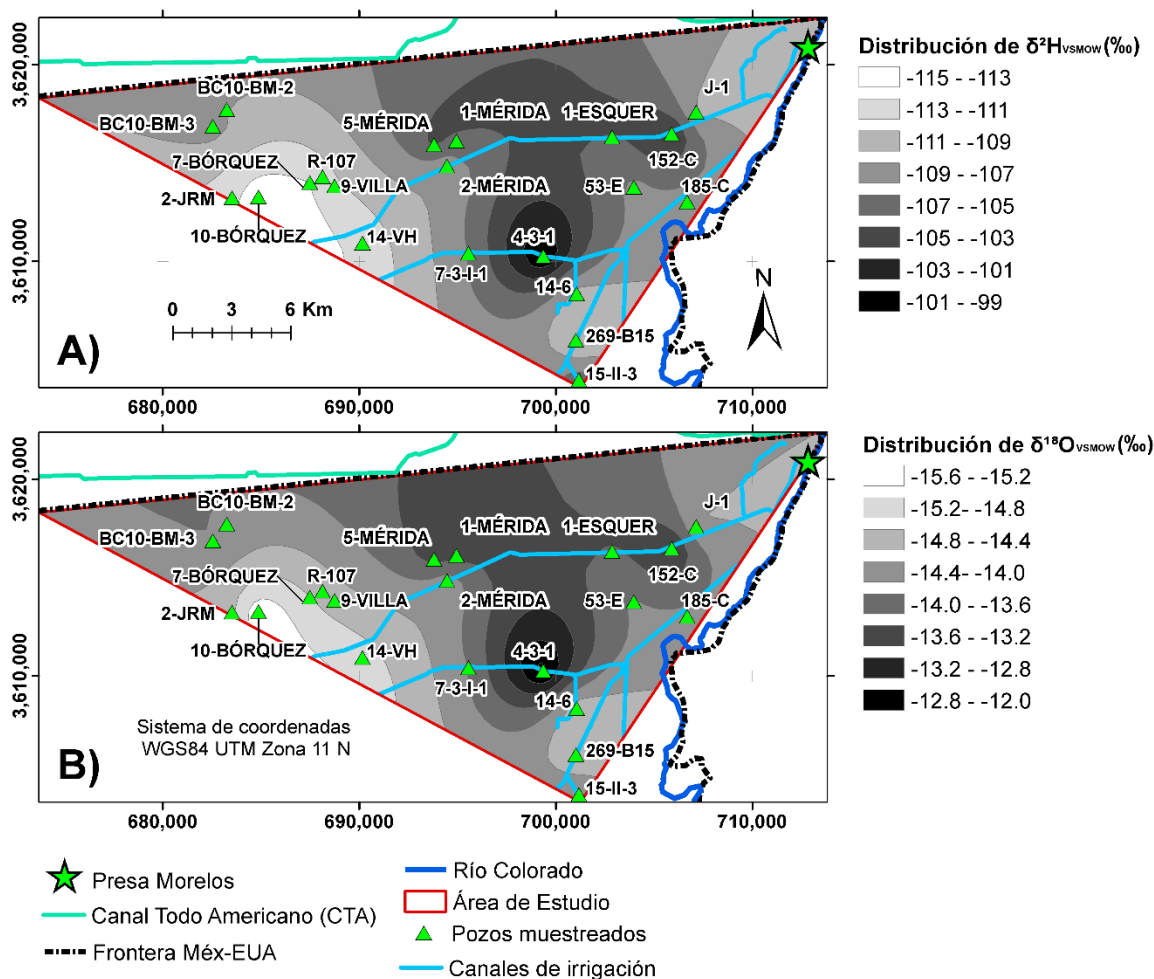 3,620,000
3,610,000
BC10-BM-2
BC10-BM-3
7-BÓRQUEZ
R-107
2-JRM
9-VILLA
10-BÓRQUEZ
14-VH
5-MÉRIDA
1-MÉRIDA
1-ESQUER
J-1
152-C
2-MÉRIDA
53-E
185-C
4-3-1
7-3-I-1
14-6
269-B15
15-II-3
0 3 6 Km
N
A)
680,000 690,000 700,000 710,000
Distribución de δ²HVSMOW (‰)
-115 - -113
-113 - -111
-111 - -109
-109 - -107
-107 - -105
-105 - -103
-103 - -101
-101 - -99
3,620,000
3,610,000
BC10-BM-2
BC10-BM-3
7-BÓRQUEZ
R-107
2-JRM
9-VILLA
10-BÓRQUEZ
14-VH
5-MÉRIDA
1-MÉRIDA
1-ESQUER
J-1
152-C
2-MÉRIDA
53-E
185-C
4-3-1
7-3-I-1
14-6
269-B15
15-II-3
Sistema de coordenadas
WGS84 UTM Zona 11 N
B)
680,000 690,000 700,000 710,000
Distribución de δ¹⁸OVSMOW (‰)
-15.6 - -15.2
-15.2 - -14.8
-14.8 - -14.4
-14.4- -14.0
-14.0 - -13.6
-13.6 - -13.2
-13.2 - -12.8
-12.8 - -12.0
Presa Morelos
Canal Todo Americano (CTA)
Frontera Méx-EUA
Río Colorado
Área de Estudio
Pozos muestreados
Canales de irrigación